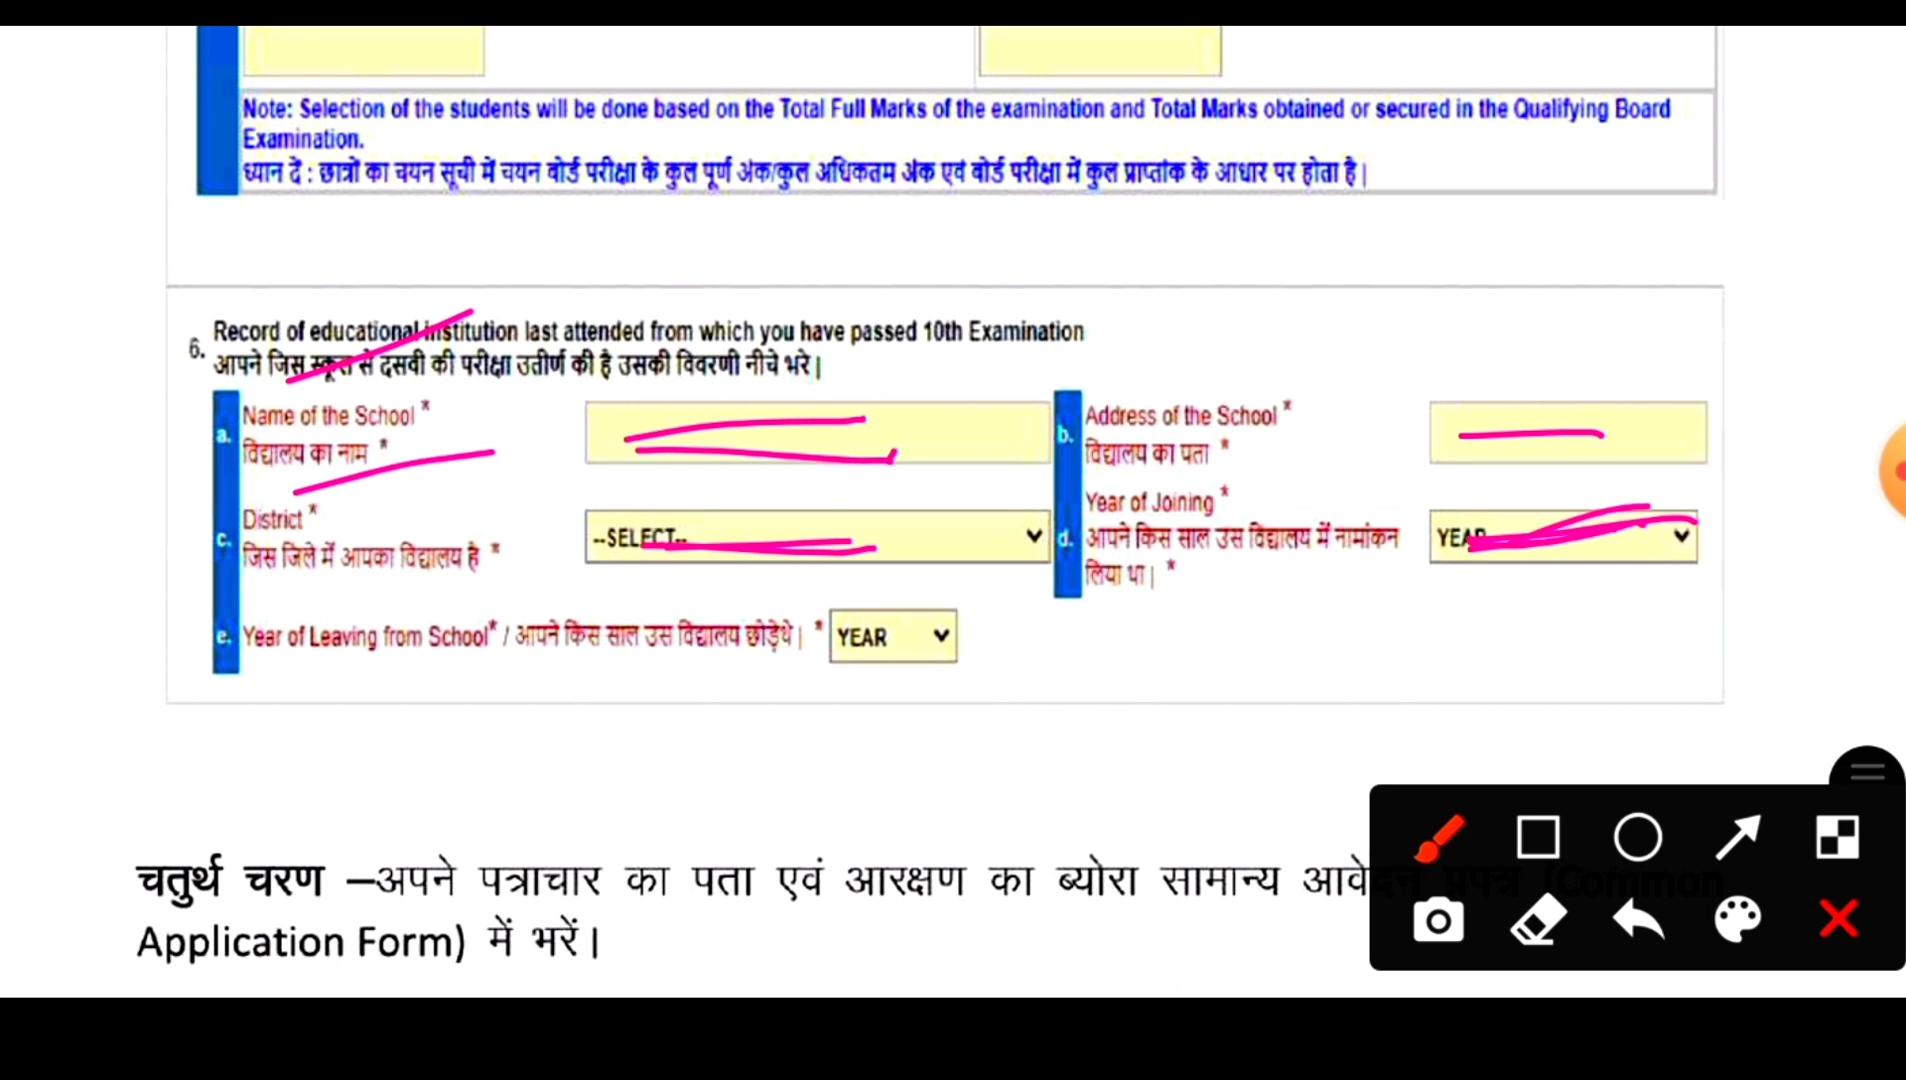 Note: Selection of the students will be done based on the Total Full Marks of the examination and Total Marks obtained or secured in the Qualifying Board
Examination.
ध्यान दें : छात्रों का चयन सूची में चयन बोर्ड परीक्षा के कुल पूर्ण अंक/कुल अधिकतम अंक एवं बोर्ड परीक्षा में कुल प्राप्तांक के आधार पर होता है |
6. Record of educational institution last attended from which you have passed 10th Examination
आपने जिस स्कूल से दसवी की परीक्षा उतीर्ण की है उसकी विवरणी नीचे भरे |
a. Name of the School *
विद्यालय का नाम *
b. Address of the School *
विद्यालय का पता *
c. District *
जिस जिले में आपका विद्यालय है *
--SELECT--
d. Year of Joining *
आपने किस साल उस विद्यालय में नामांकन
लिया था | *
YEAR
e. Year of Leaving from School* / आपने किस साल उस विद्यालय छोड़ेथे | * YEAR
चतुर्थ चरण –अपने पत्राचार का पता एवं आरक्षण का ब्योरा सामान्य आवेदन प्रपत्र (Common
Application Form) में भरें |